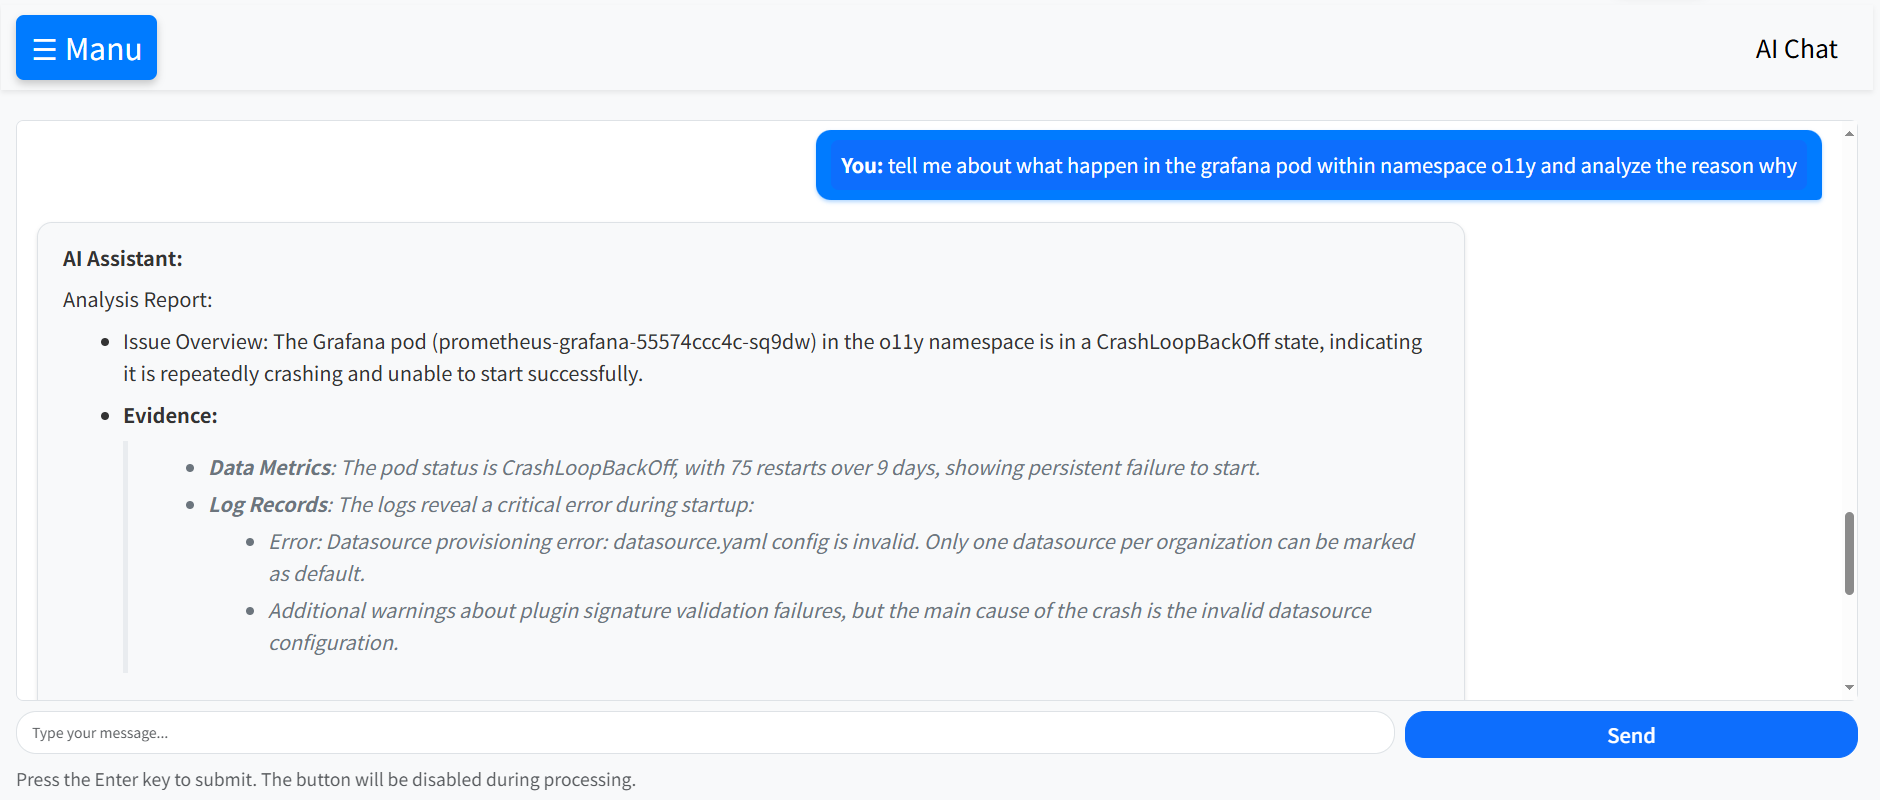 ☰ Manu
AI Chat
You: tell me about what happen in the grafana pod within namespace o11y and analyze the reason why
AI Assistant:
Analysis Report:
• Issue Overview: The Grafana pod (prometheus-grafana-55574ccc4c-sq9dw) in the o11y namespace is in a CrashLoopBackOff state, indicating
it is repeatedly crashing and unable to start successfully.
• Evidence:
• Data Metrics: The pod status is CrashLoopBackOff, with 75 restarts over 9 days, showing persistent failure to start.
• Log Records: The logs reveal a critical error during startup:
• Error: Datasource provisioning error: datasource.yaml config is invalid. Only one datasource per organization can be marked
as default.
• Additional warnings about plugin signature validation failures, but the main cause of the crash is the invalid datasource
configuration.
Type your message...
Send
Press the Enter key to submit. The button will be disabled during processing.